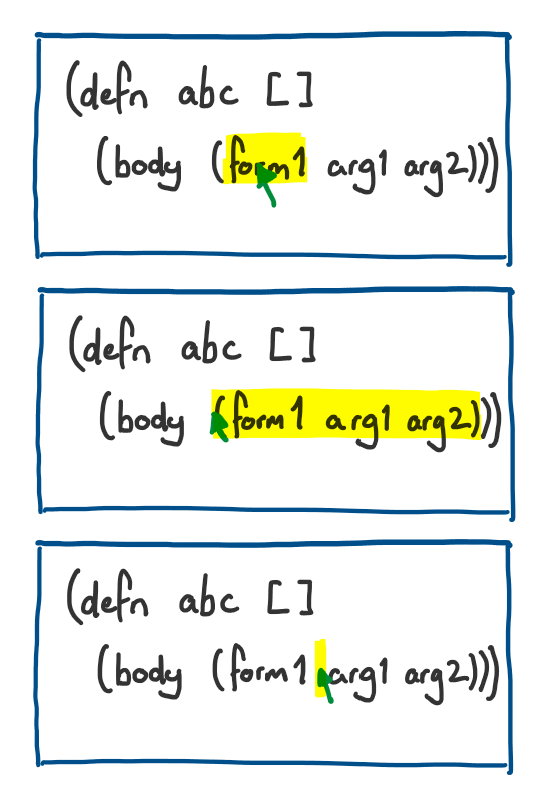 (defn abc []
(body (form1 arg1 arg2)))
(defn abc []
(body (form1 arg1 arg2)))
(defn abc []
(body (form1 arg1 arg2)))